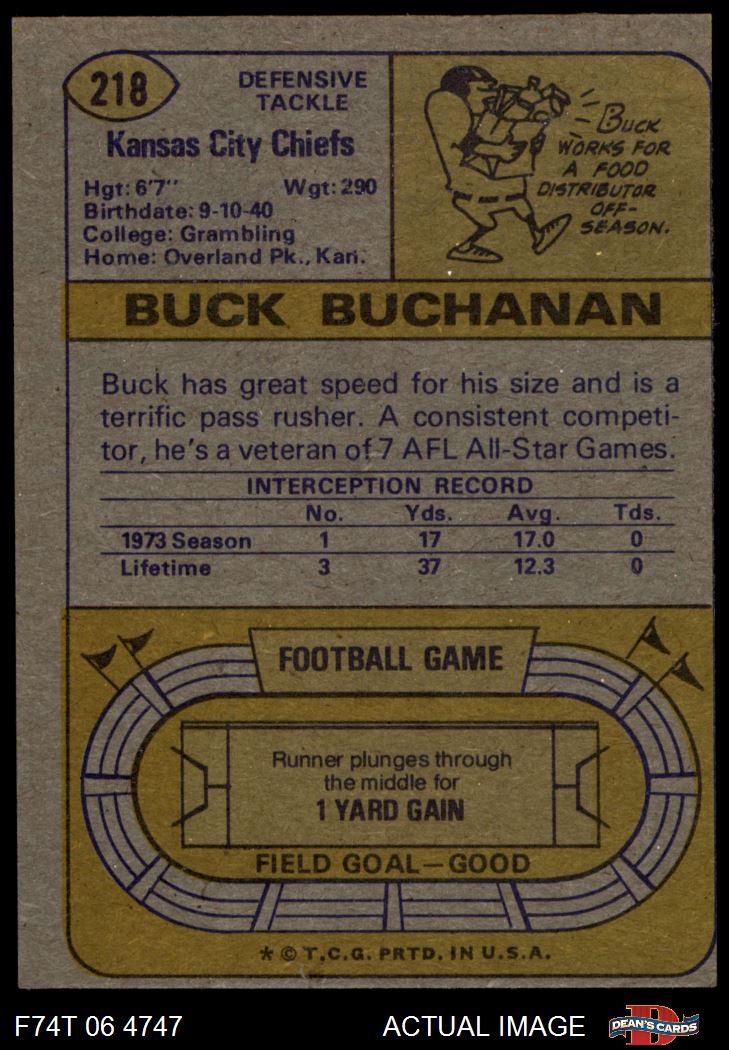 218
DEFENSIVE
TACKLE
Kansas City Chiefs
Hgt: 6'7" Wgt: 290
Birthdate: 9-10-40
College: Grambling
Home: Overland Pk., Kan.
BUCK
WORKS FOR
A FOOD
DISTRIBUTOR
OFF-
SEASON.
BUCK BUCHANAN
Buck has great speed for his size and is a
terrific pass rusher. A consistent competi-
tor, he's a veteran of 7 AFL All-Star Games.
INTERCEPTION RECORD
No. Yds. Avg. Tds.
1973 Season 1 17 17.0 0
Lifetime 3 37 12.3 0
FOOTBALL GAME
Runner plunges through
the middle for
1 YARD GAIN
FIELD GOAL—GOOD
* © T.C.G. PRTD. IN U.S.A.
F74T 06 4747 ACTUAL IMAGE
D
DEAN'S CARDS